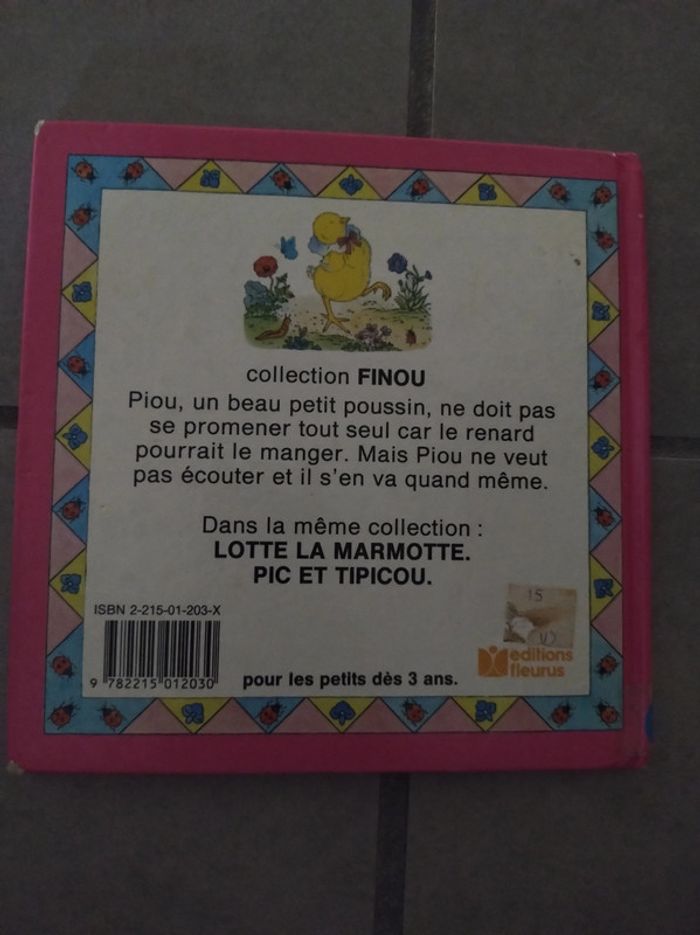 collection FINOU
Piou, un beau petit poussin, ne doit pas
se promener tout seul car le renard
pourrait le manger. Mais Piou ne veut
pas écouter et il s'en va quand même.
Dans la même collection :
LOTTE LA MARMOTTE.
PIC ET TIPICOU.
ISBN 2-215-01-203-X
9 782215 012030
pour les petits dès 3 ans.
15
editions
fleurus